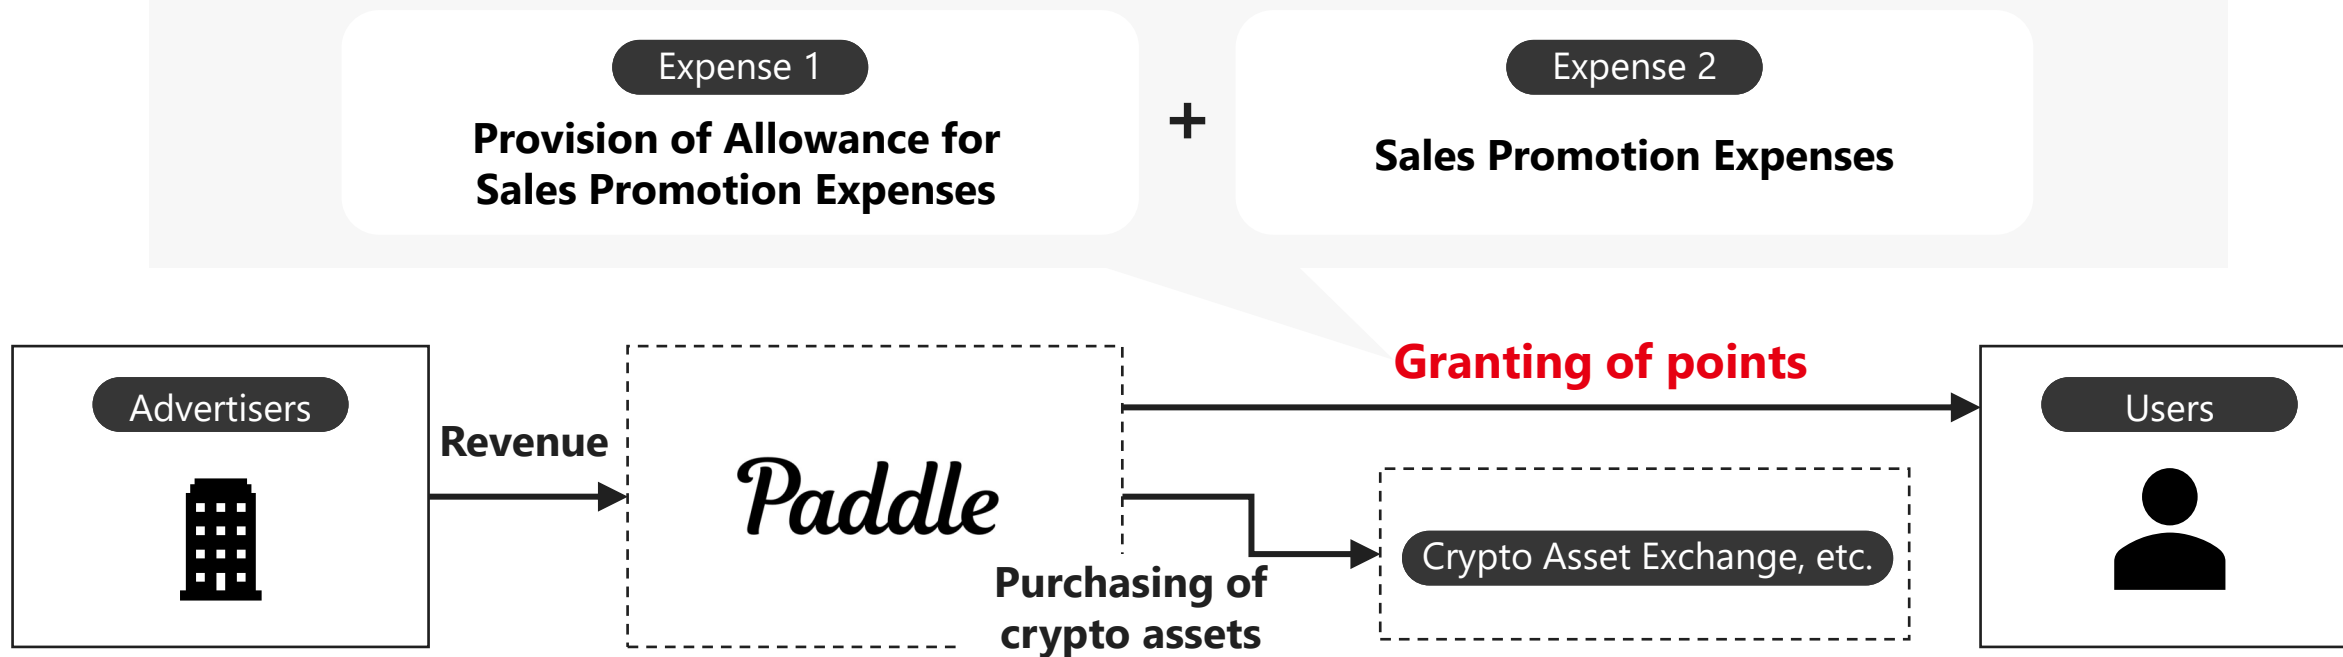 Expense 1
Provision of Allowance for
Sales Promotion Expenses
+
Expense 2
Sales Promotion Expenses
Advertisers
Revenue
Paddle
Granting of points
Purchasing of
crypto assets
Crypto Asset Exchange, etc.
Users